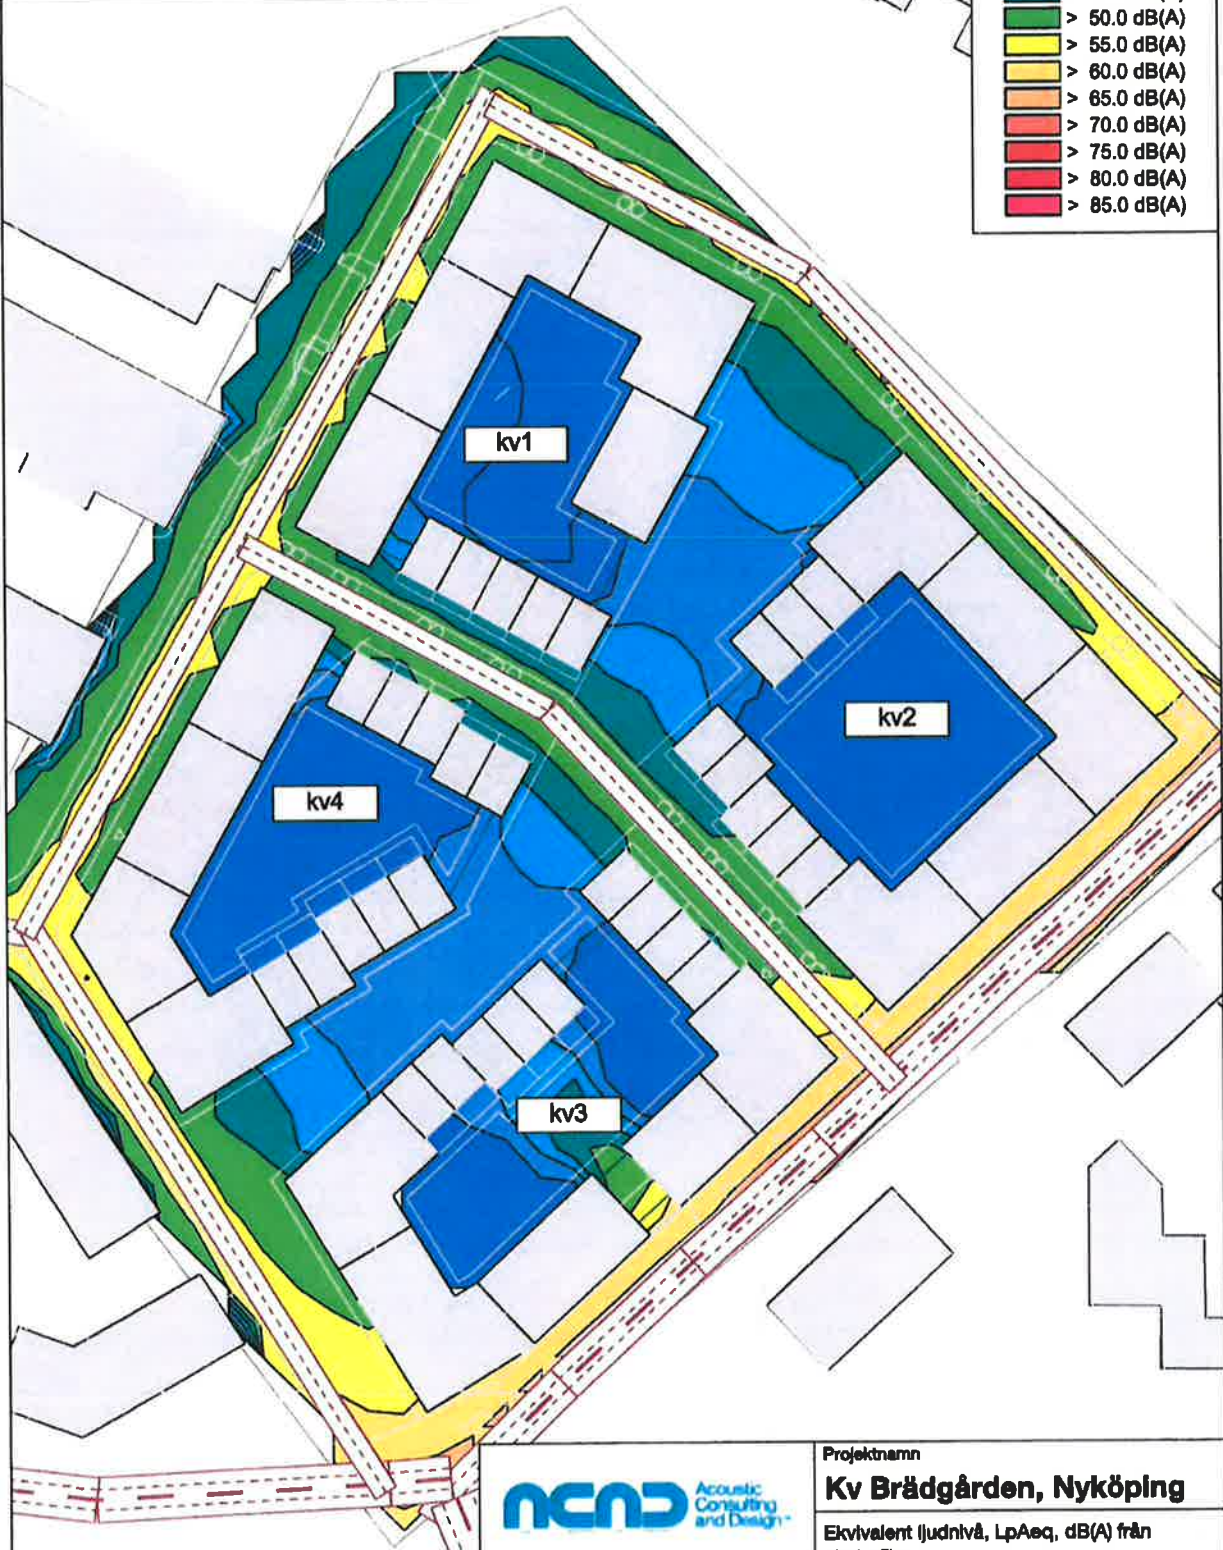 > 50.0 dB(A)
> 55.0 dB(A)
> 60.0 dB(A)
> 65.0 dB(A)
> 70.0 dB(A)
> 75.0 dB(A)
> 80.0 dB(A)
> 85.0 dB(A)
kv1
kv2
kv4
kv3
Projektnamn
Kv Brädgården, Nyköping
Acoustic
Consulting
and Design
Ekvivalent ljudnivå, LpAeq, dB(A) från